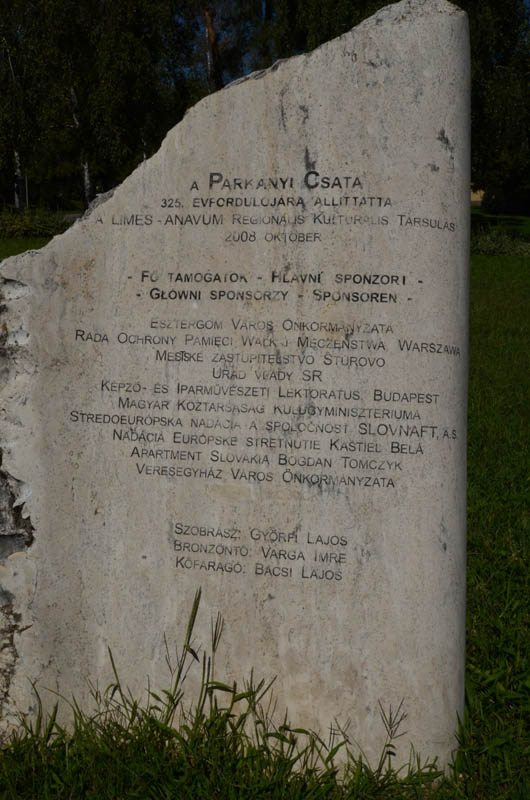 A PÁRKÁNYI CSATA
325. ÉVFORDULÓJÁRA ÁLLÍTTATTA
A LIMES - ANAVUM REGIONÁLIS KULTURÁLIS TÁRSULÁS
2008 OKTÓBER
- FŐ TÁMOGATÓK - HLAVNÉ SPONZORI -
- GŁÓWNI SPONSORZY - SPONSOREN -
ESZTERGOM VÁROS ÖNKORMÁNYZATA
RADA OCHRONY PAMIĘCI WALK I MĘCZEŃSTWA, WARSZAWA
MESTSKÉ ZASTUPITEĽSTVO ŠTÚROVO
ÚRAD VLÁDY SR
KÉPZŐ- ÉS IPARMŰVÉSZETI LEKTORÁTUS, BUDAPEST
MAGYAR KÖZTÁRSASÁG KÜLÜGYMINISZTÉRIUMA
STREDOEURÓPSKA NADÁCIA A SPOLOČNOSŤ SLOVNAFT, A.S.
NADÁCIA EURÓPSKE STRETNUTIE KAŠTIEĽ BELÁ
APARTMENT SLOVAKIA BOGDAN TOMCZYK
VERESEGYHÁZ VÁROS ÖNKORMÁNYZATA
SZOBRÁSZ: GYŐRFI LAJOS
BRONZÖNTŐ: VARGA IMRE
KŐFARAGÓ: BÁCSI LAJOS